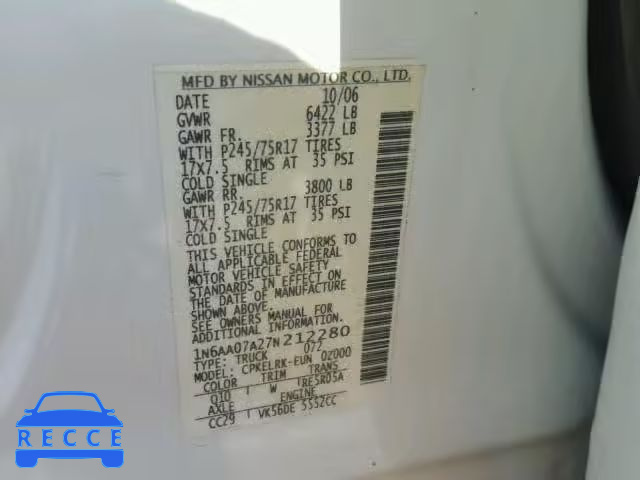 MFD BY NISSAN MOTOR CO., LTD.
DATE 10/06
GVWR 6422 LB
GAWR FR. 3377 LB
WITH P245/75R17 TIRES
17X7.5 RIMS AT 35 PSI
COLD SINGLE
GAWR RR. 3800 LB
WITH P245/75R17 TIRES
17X7.5 RIMS AT 35 PSI
COLD SINGLE
THIS VEHICLE CONFORMS TO
ALL APPLICABLE FEDERAL
MOTOR VEHICLE SAFETY
STANDARDS IN EFFECT ON
THE DATE OF MANUFACTURE
SHOWN ABOVE.
SEE OWNERS MANUAL FOR
ADDITIONAL INFORMATION.
1N6AA07A27N212280
TYPE: TRUCK 072
MODEL: CPKELRK-EUN 02000
COLOR TRIM TRANS
Q10 W RE5R05A
AXLE ENGINE
CC29 VK56DE 5552CC
RECCE